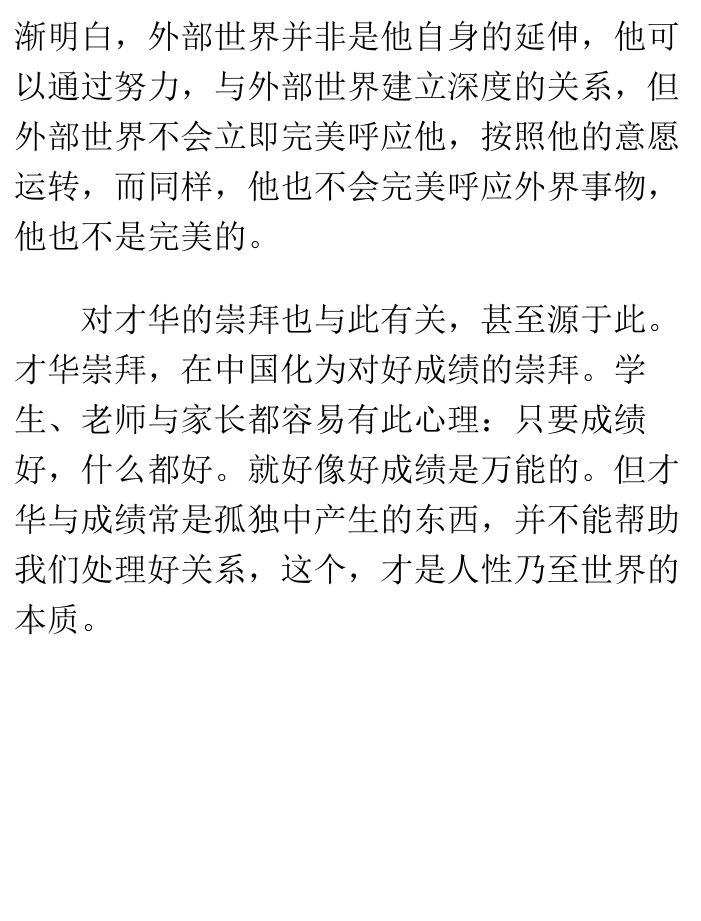 渐明白，外部世界并非是他自身的延伸，他可
以通过努力，与外部世界建立深度的关系，但
外部世界不会立即完美呼应他，按照他的意愿
运转，而同样，他也不会完美呼应外界事物，
他也不是完美的。
对才华的崇拜也与此有关，甚至源于此。
才华崇拜，在中国化为对好成绩的崇拜。学
生、老师与家长都容易有此心理：只要成绩
好，什么都好。就好像好成绩是万能的。但才
华与成绩常是孤独中产生的东西，并不能帮助
我们处理好关系，这个，才是人性乃至世界的
本质。